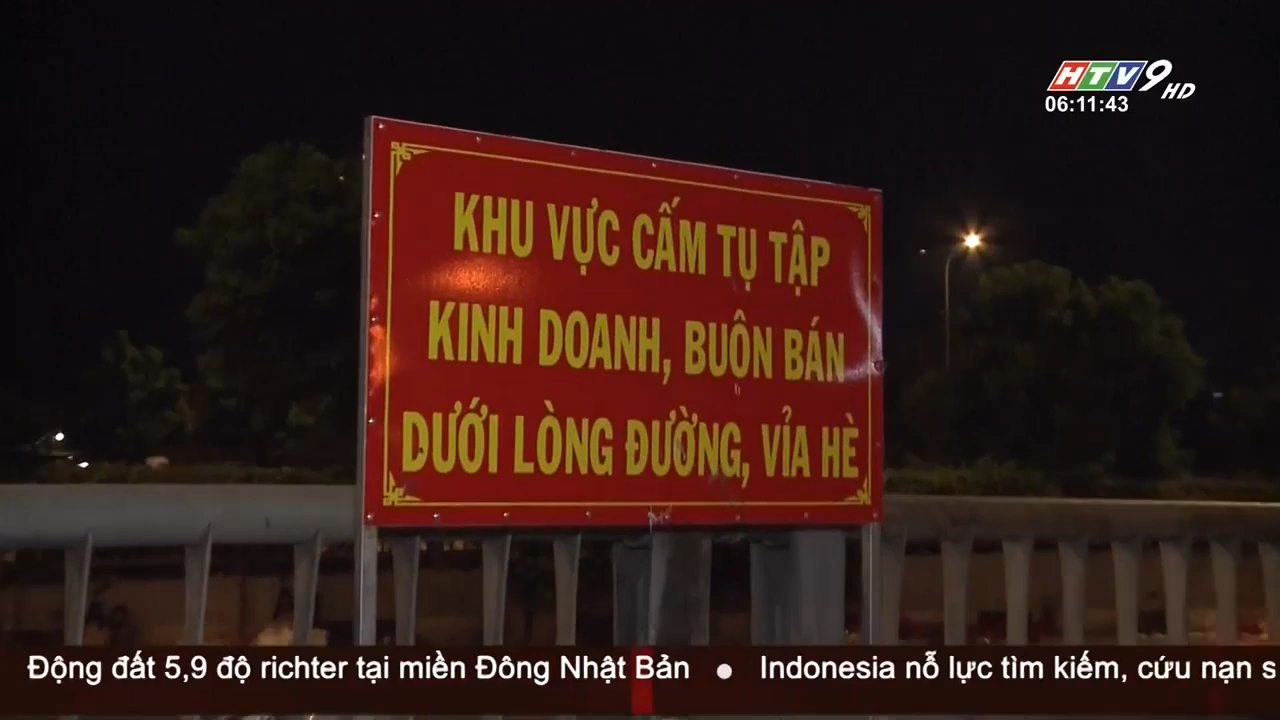 HTV9 HD
06:11:43
KHU VỰC CẤM TỤ TẬP
KINH DOANH, BUÔN BÁN
DƯỚI LÒNG ĐƯỜNG, VỈA HÈ
Động đất 5,9 độ richter tại miền Đông Nhật Bản ● Indonesia nỗ lực tìm kiếm, cứu nạn s